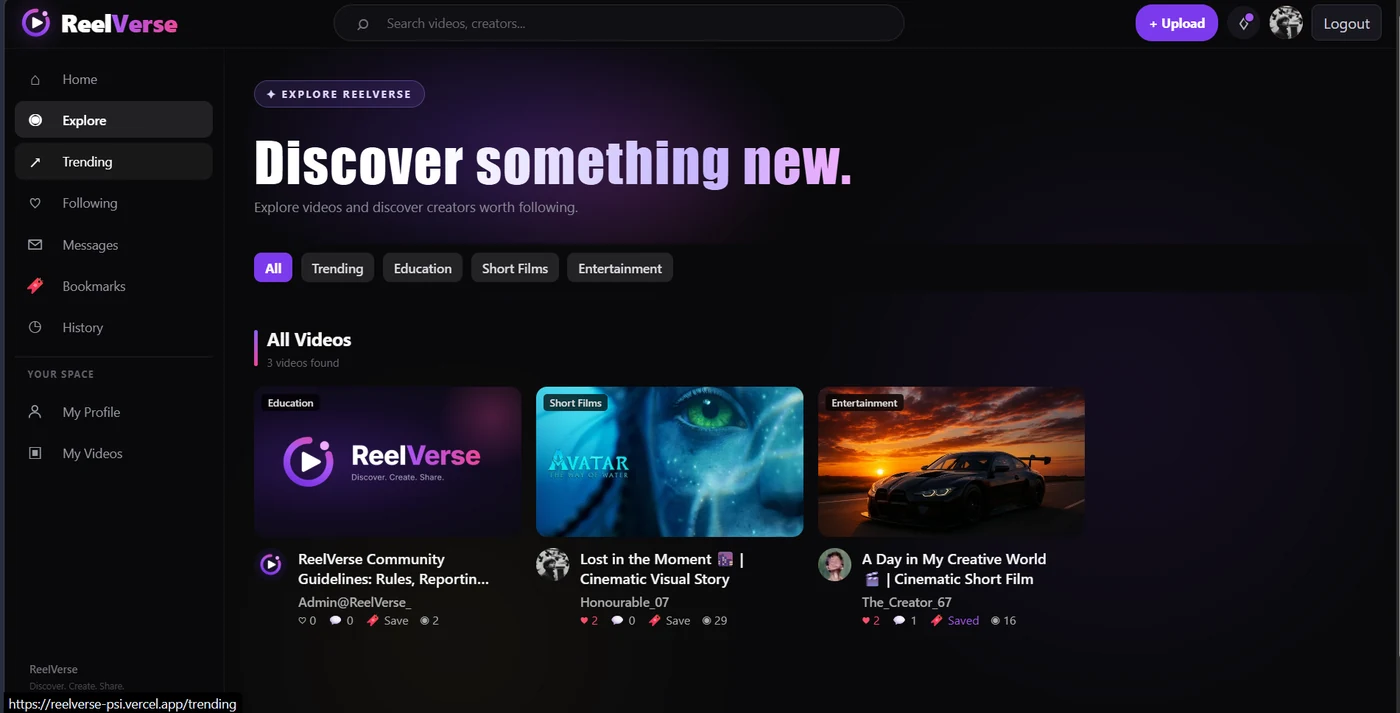 ReelVerse
Search videos, creators...
+ Upload
Logout
Home
Explore
Trending
Following
Messages
Bookmarks
History
YOUR SPACE
My Profile
My Videos
ReelVerse
Discover. Create. Share.
https://reelverse-psi.vercel.app/trending
✦ EXPLORE REELVERSE
Discover something new.
Explore videos and discover creators worth following.
All Trending Education Short Films Entertainment
All Videos
3 videos found
Education
ReelVerse
Discover. Create. Share.
ReelVerse Community
Guidelines: Rules, Reportin...
Admin@ReelVerse_
♡ 0 💬 0 Save ◉ 2
Short Films
AVATAR
THE WAY OF WATER
Lost in the Moment 🌆 |
Cinematic Visual Story
Honourable_07
♥ 2 💬 0 Save ◉ 29
Entertainment
A Day in My Creative World
🎬 | Cinematic Short Film
The_Creator_67
♥ 2 💬 1 Saved ◉ 16